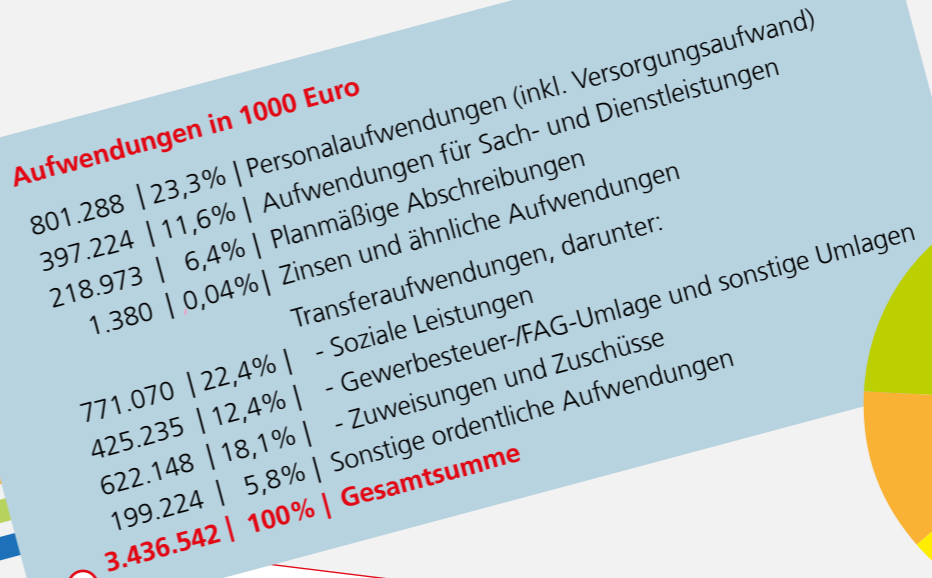 Aufwendungen in 1000 Euro
801.288 | 23,3% | Personalaufwendungen (inkl. Versorgungsaufwand)
397.224 | 11,6% | Aufwendungen für Sach- und Dienstleistungen
218.973 | 6,4% | Planmäßige Abschreibungen
1.380 | 0,04% | Zinsen und ähnliche Aufwendungen
Transferaufwendungen, darunter:
771.070 | 22,4% | - Soziale Leistungen
425.235 | 12,4% | - Gewerbesteuer-/FAG-Umlage und sonstige Umlagen
622.148 | 18,1% | - Zuweisungen und Zuschüsse
199.224 | 5,8% | Sonstige ordentliche Aufwendungen
3.436.542 | 100% | Gesamtsumme